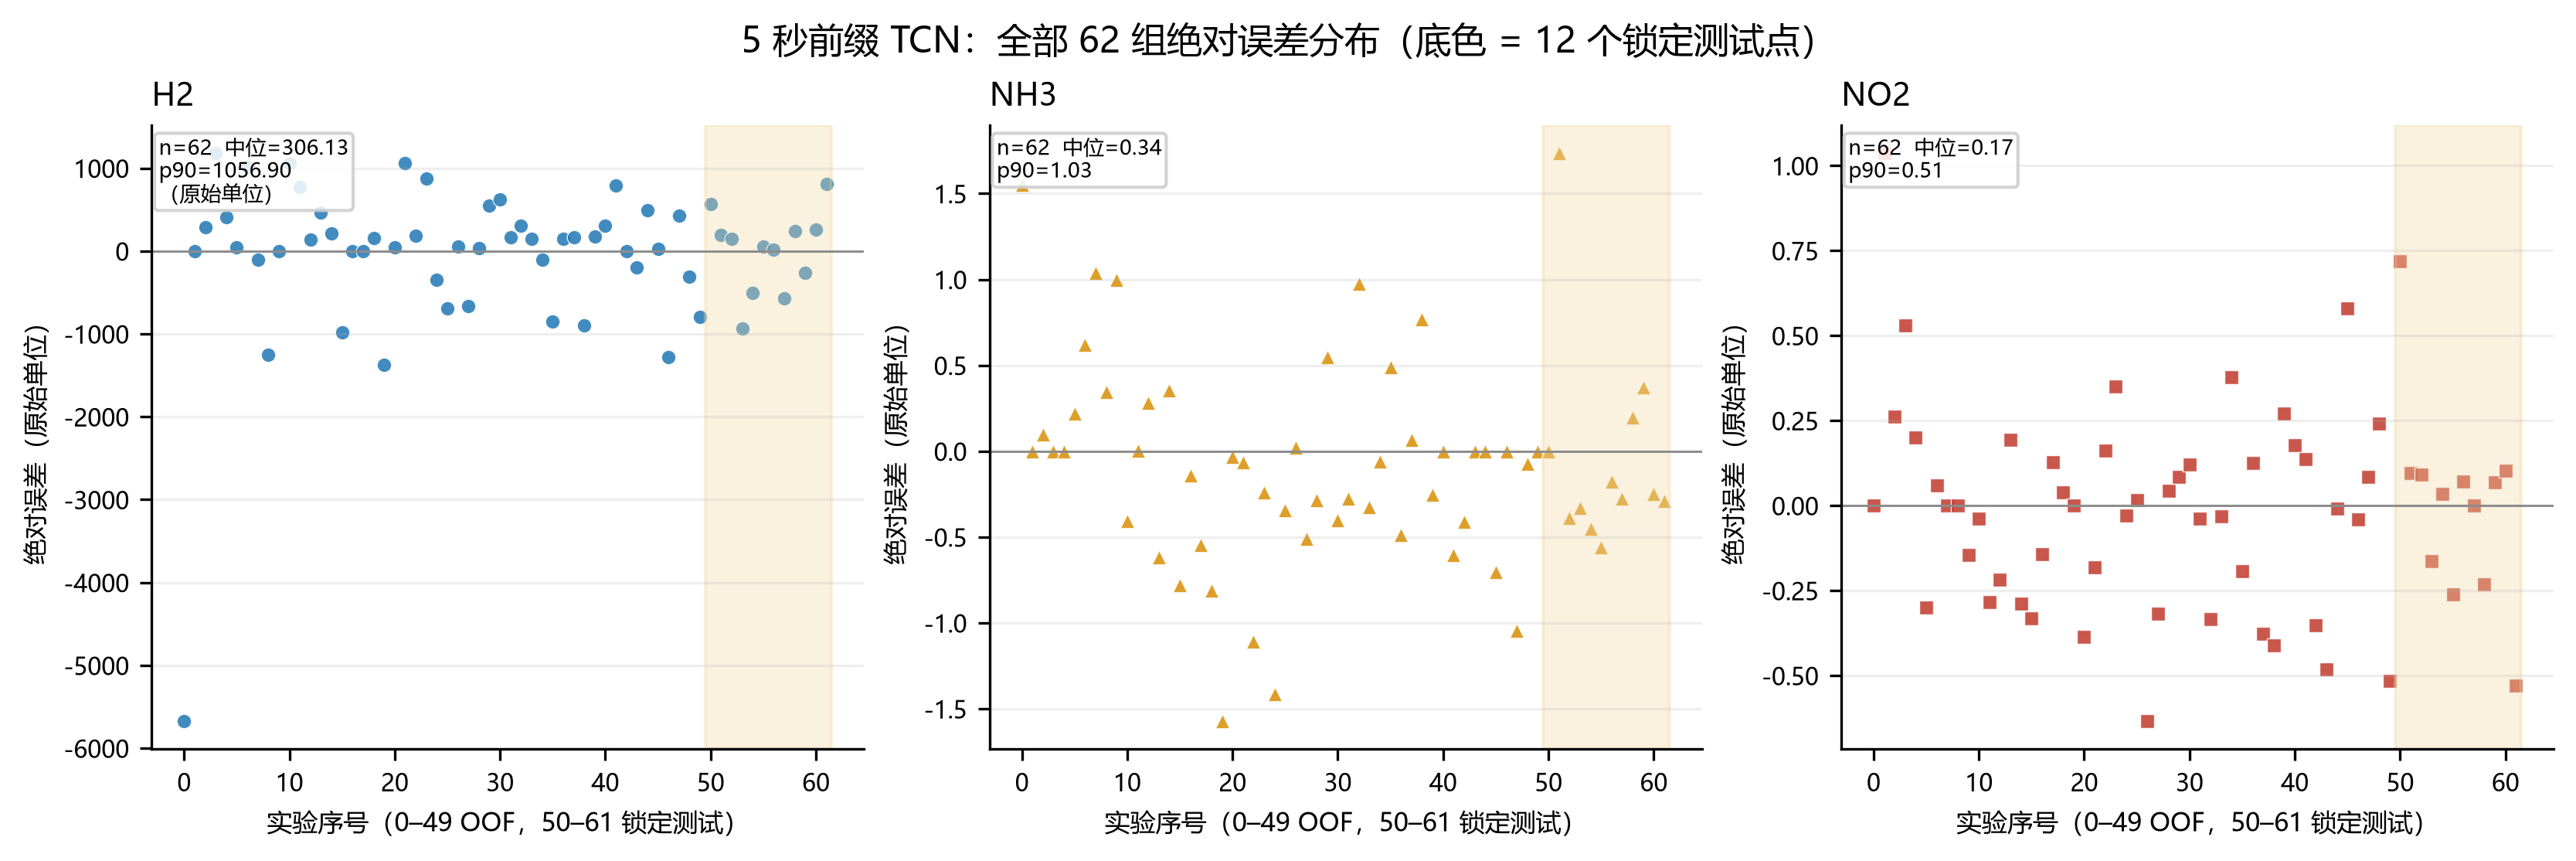 5 秒前缀 TCN：全部 62 组绝对误差分布（底色 = 12 个锁定测试点）
H2
n=62 中位=306.13
p90=1056.90
（原始单位）
1000
0
-1000
-2000
-3000
-4000
-5000
-6000
绝对误差（原始单位）
0 10 20 30 40 50 60
实验序号（0–49 OOF，50–61 锁定测试）
NH3
n=62 中位=0.34
p90=1.03
1.5
1.0
0.5
0.0
-0.5
-1.0
-1.5
绝对误差（原始单位）
0 10 20 30 40 50 60
实验序号（0–49 OOF，50–61 锁定测试）
NO2
n=62 中位=0.17
p90=0.51
1.00
0.75
0.50
0.25
0.00
-0.25
-0.50
绝对误差（原始单位）
0 10 20 30 40 50 60
实验序号（0–49 OOF，50–61 锁定测试）